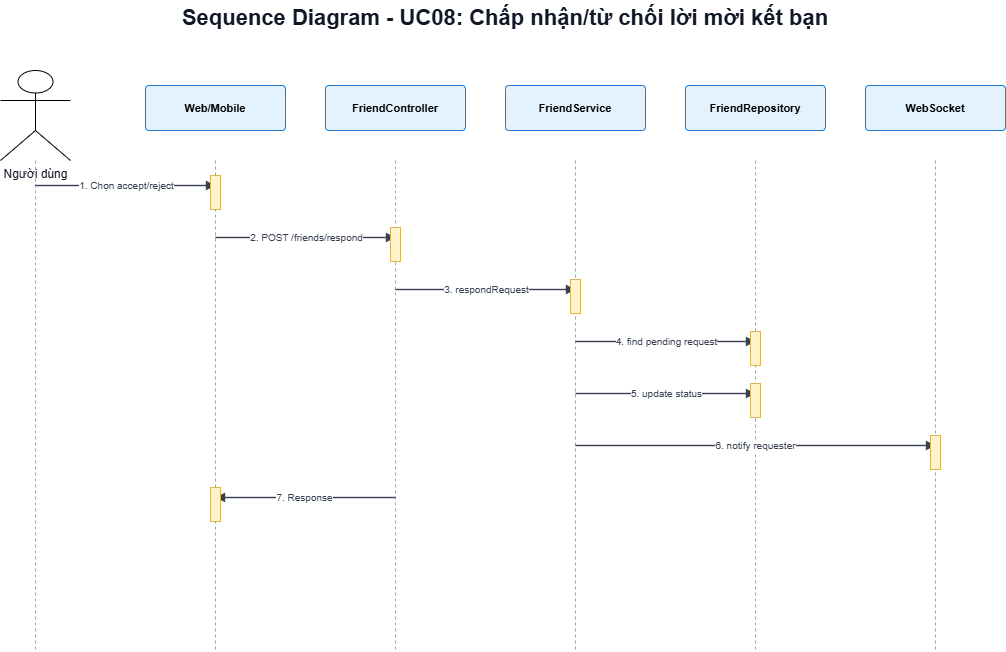 Sequence Diagram - UC08: Chấp nhận/từ chối lời mời kết bạn
Web/Mobile
FriendController
FriendService
FriendRepository
WebSocket
Người dùng
1. Chọn accept/reject
2. POST /friends/respond
3. respondRequest
4. find pending request
5. update status
6. notify requester
7. Response